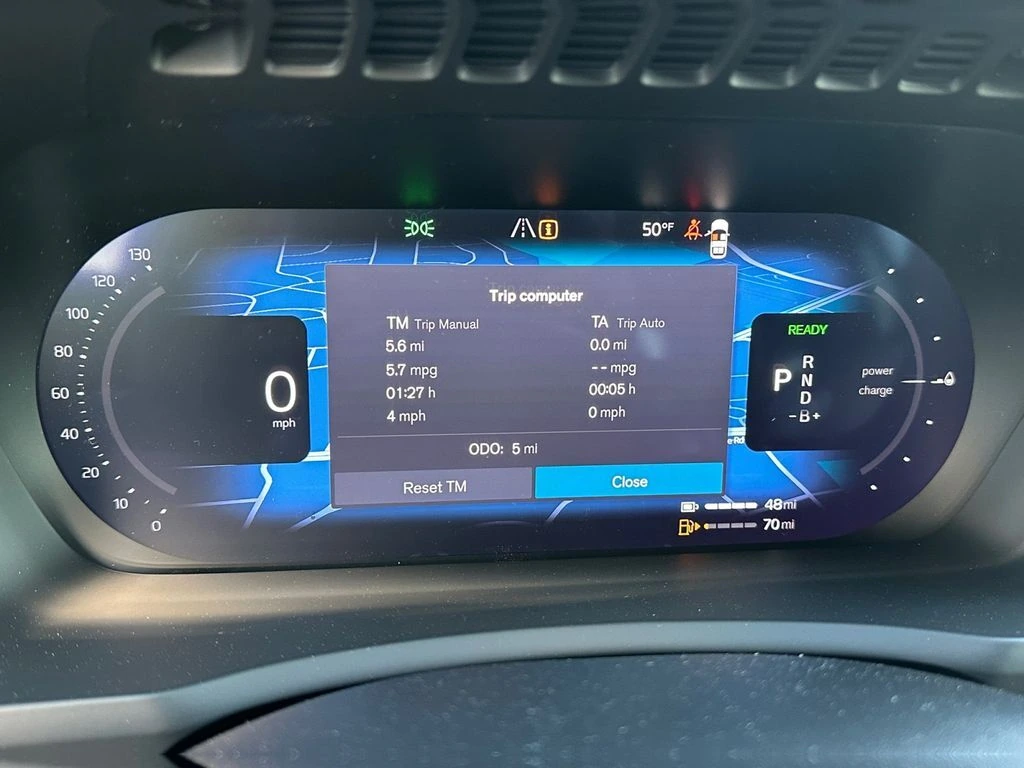 50°F
130
120
100
80
60
40
20
10
0
0
mph
Trip computer
TM Trip Manual
5.6 mi
5.7 mpg
01:27 h
4 mph
TA Trip Auto
0.0 mi
-- mpg
00:05 h
0 mph
ODO: 5 mi
Reset TM
Close
READY
P
R
N
D
-B+
power
charge
e Rd
48 mi
70 mi